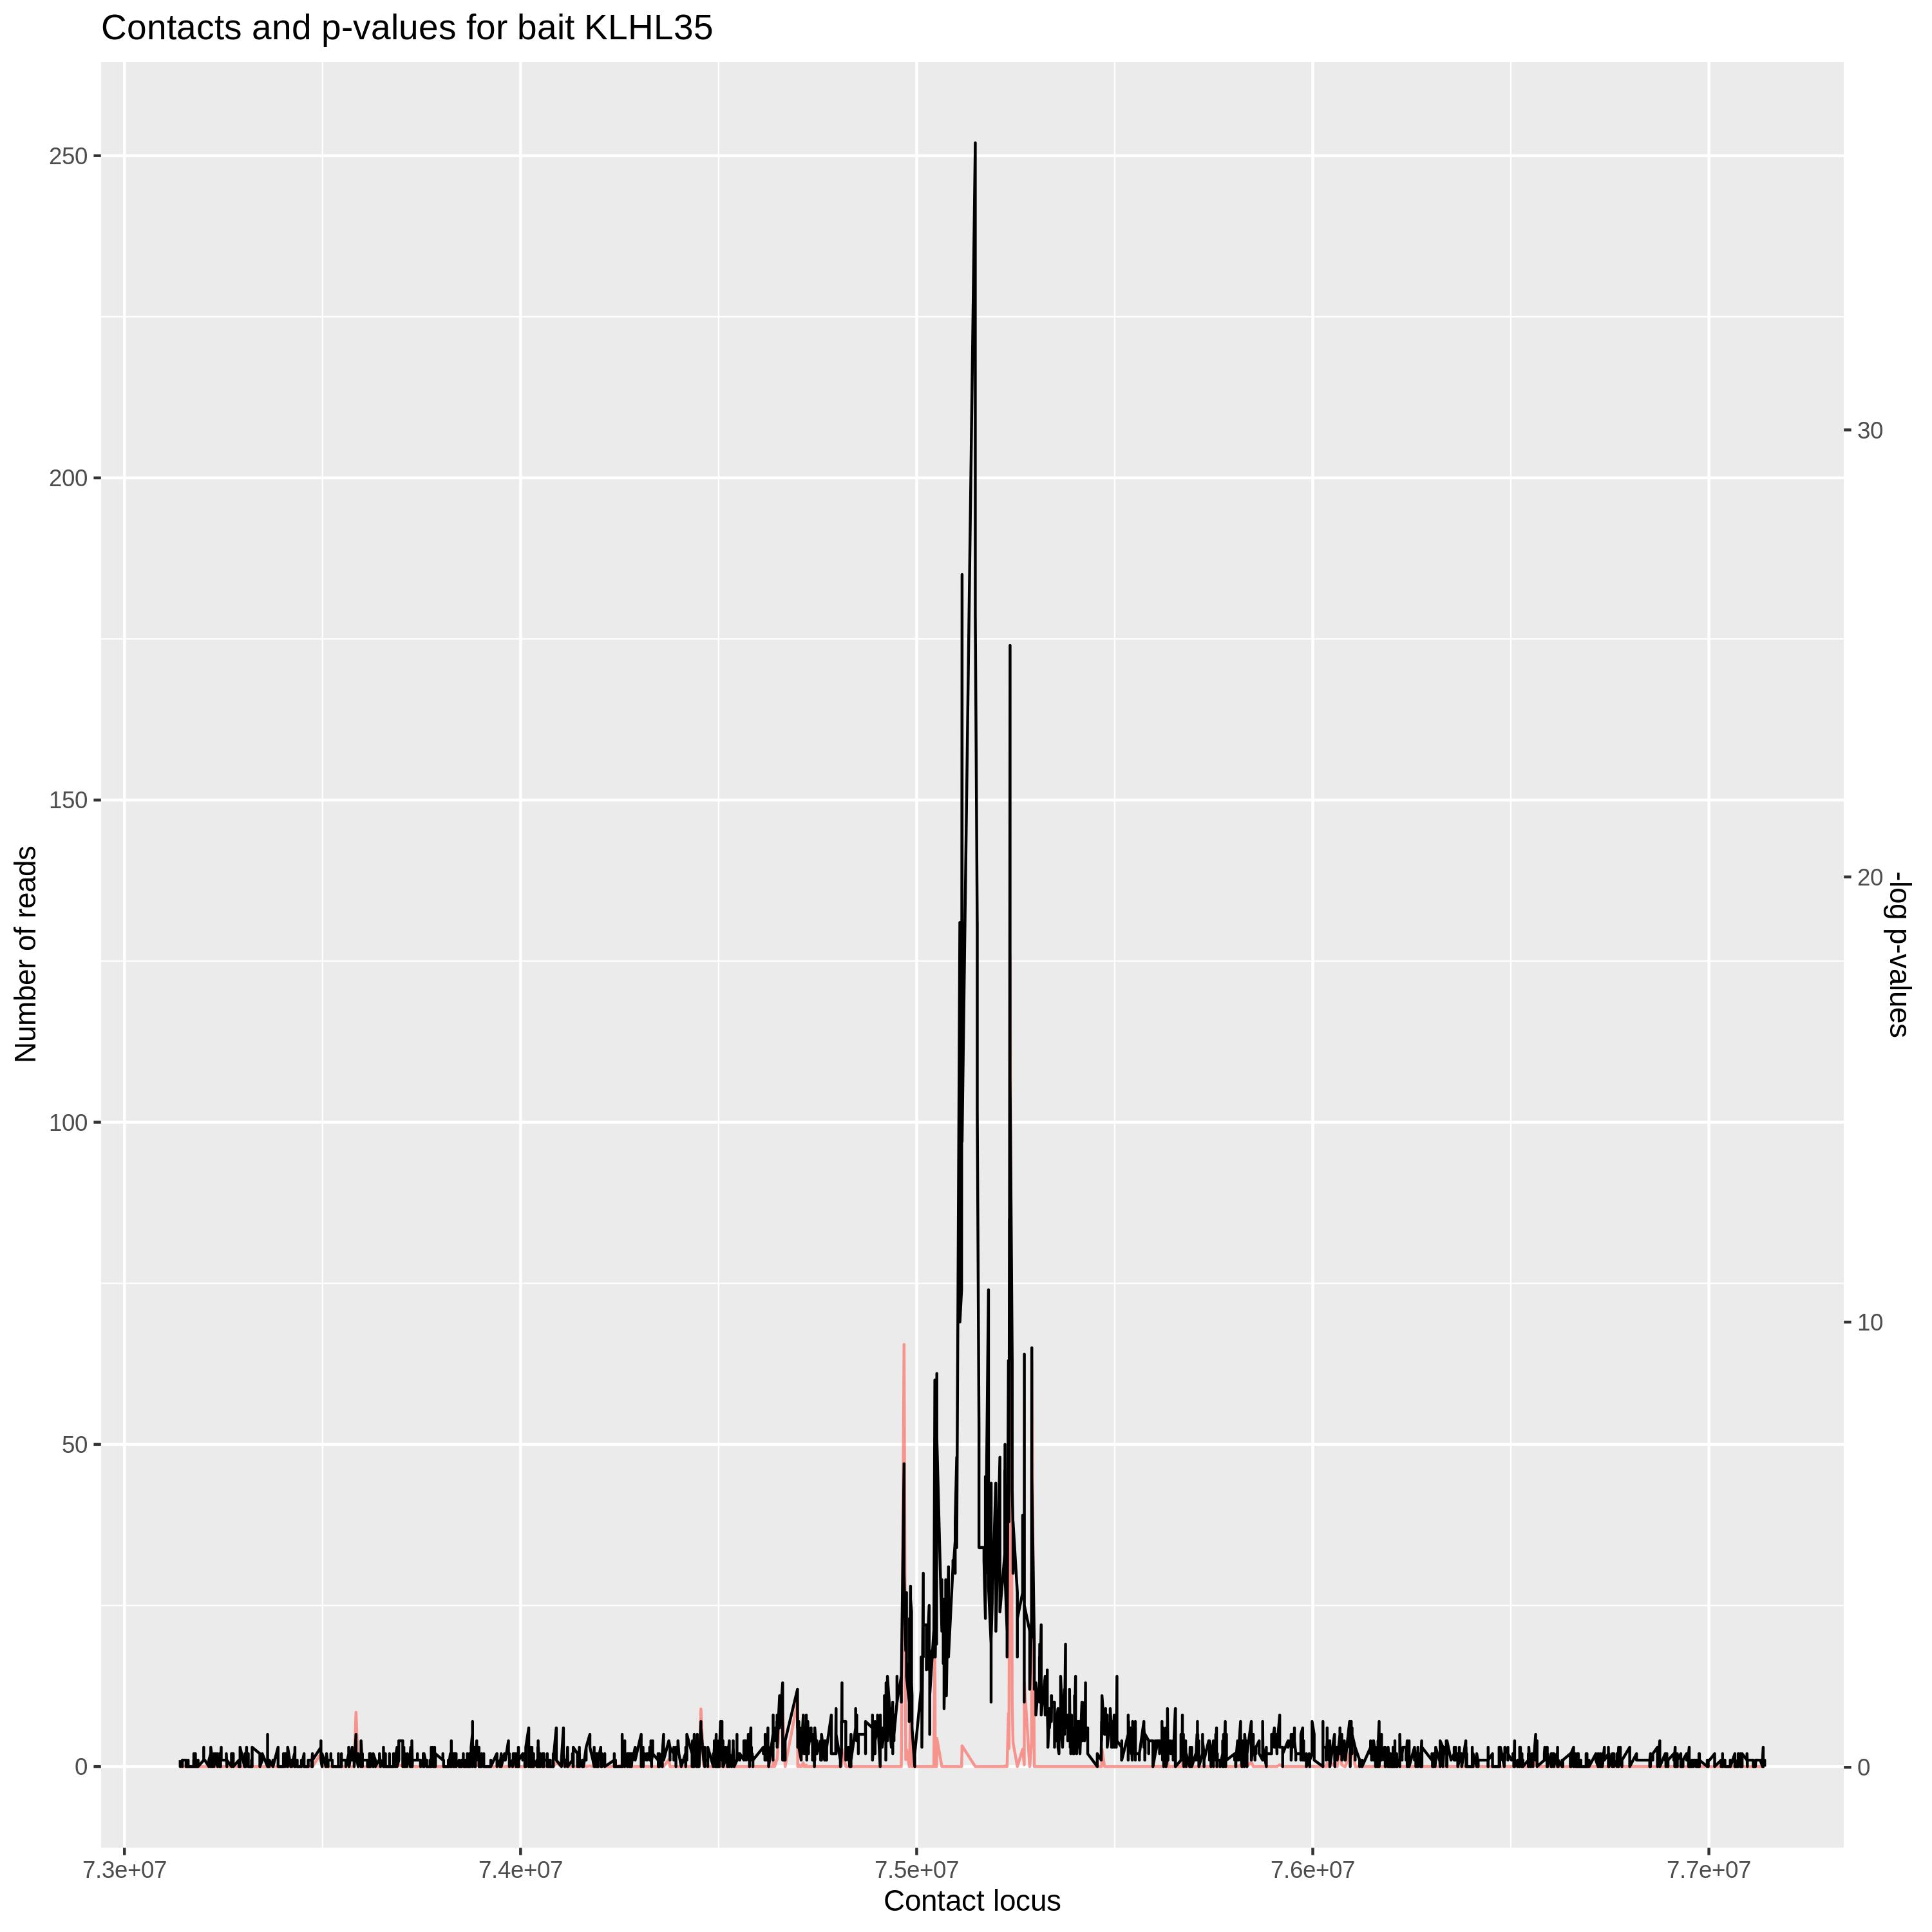 Contacts and p-values for bait KLHL35
250
200
150
100
50
0
Number of reads
30
20
10
0
-log p-values
7.3e+07
7.4e+07
7.5e+07
7.6e+07
7.7e+07
Contact locus